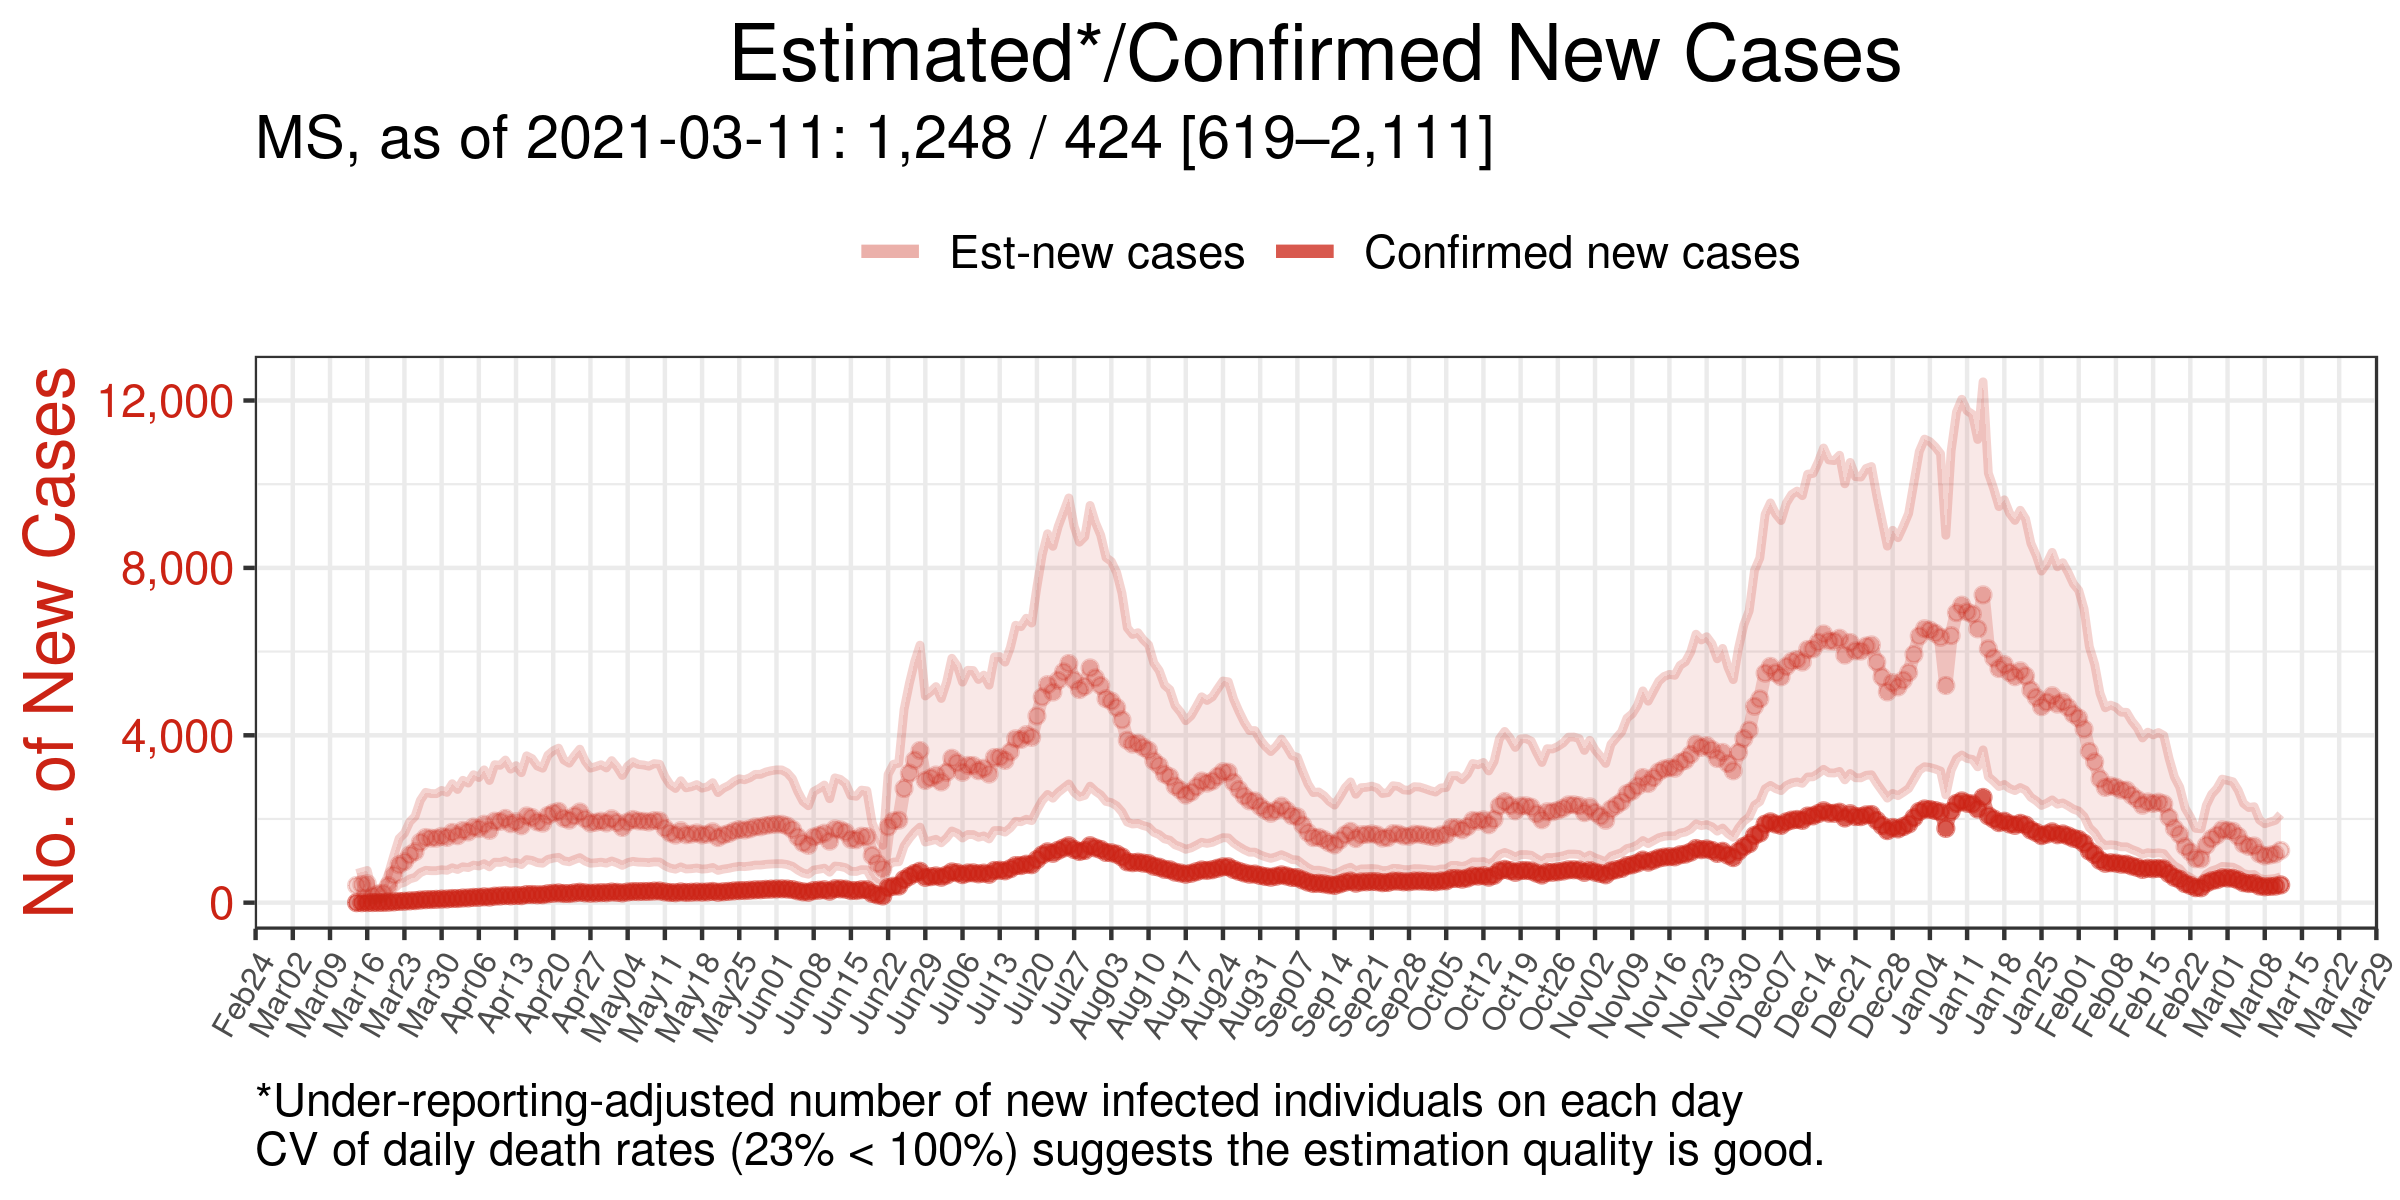 Estimated*/Confirmed New Cases
MS, as of 2021-03-11: 1,248 / 424 [619–2,111]
Est-new cases Confirmed new cases
No. of New Cases
12,000
8,000
4,000
0
Feb24 Mar02 Mar09 Mar16 Mar23 Mar30 Apr06 Apr13 Apr20 Apr27 May04 May11 May18 May25 Jun01 Jun08 Jun15 Jun22 Jun29 Jul06 Jul13 Jul20 Jul27 Aug03 Aug10 Aug17 Aug24 Aug31 Sep07 Sep14 Sep21 Sep28 Oct05 Oct12 Oct19 Oct26 Nov02 Nov09 Nov16 Nov23 Nov30 Dec07 Dec14 Dec21 Dec28 Jan04 Jan11 Jan18 Jan25 Feb01 Feb08 Feb15 Feb22 Mar01 Mar08 Mar15 Mar22 Mar29
*Under-reporting-adjusted number of new infected individuals on each day
CV of daily death rates (23% < 100%) suggests the estimation quality is good.